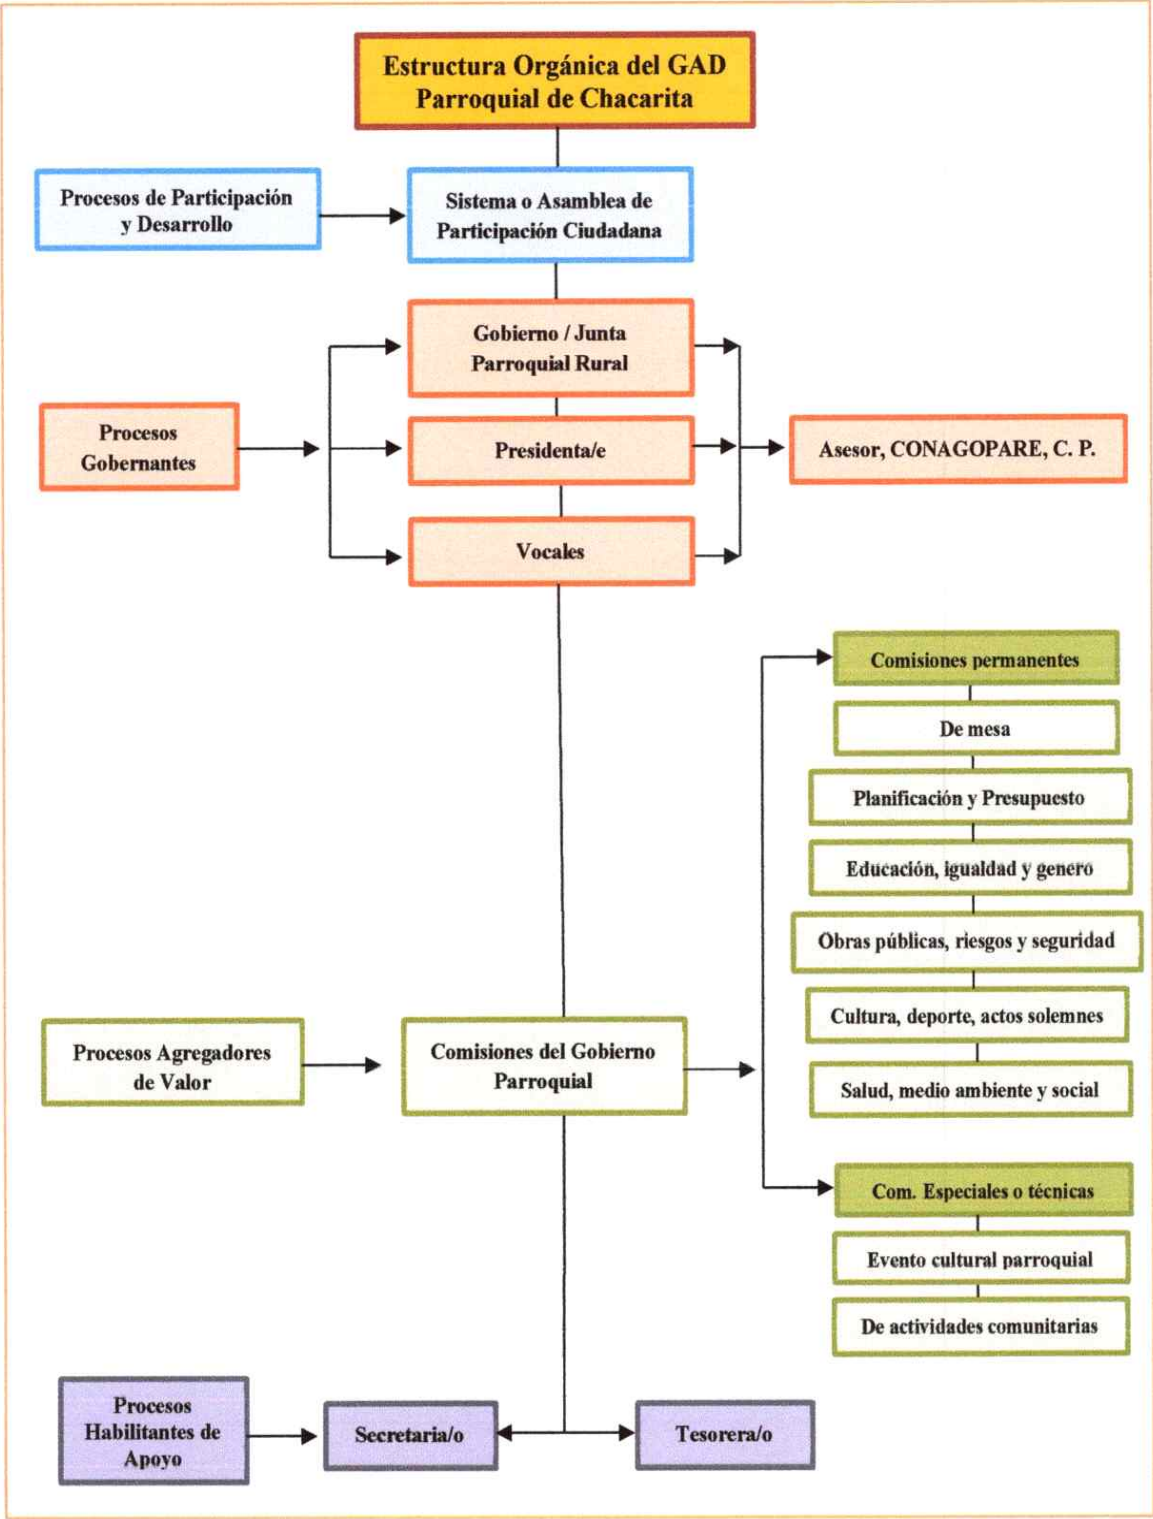 Estructura Orgánica del GAD
Parroquial de Chacarita
Procesos de Participación
y Desarrollo
Sistema o Asamblea de
Participación Ciudadana
Gobierno / Junta
Parroquial Rural
Procesos
Gobernantes
Presidenta/e
Asesor, CONAGOPARE, C. P.
Vocales
Comisiones permanentes
De mesa
Planificación y Presupuesto
Educación, igualdad y genero
Obras públicas, riesgos y seguridad
Cultura, deporte, actos solemnes
Procesos Agregadores
de Valor
Comisiones del Gobierno
Parroquial
Salud, medio ambiente y social
Com. Especiales o técnicas
Evento cultural parroquial
De actividades comunitarias
Procesos
Habilitantes de
Apoyo
Secretaria/o
Tesorera/o